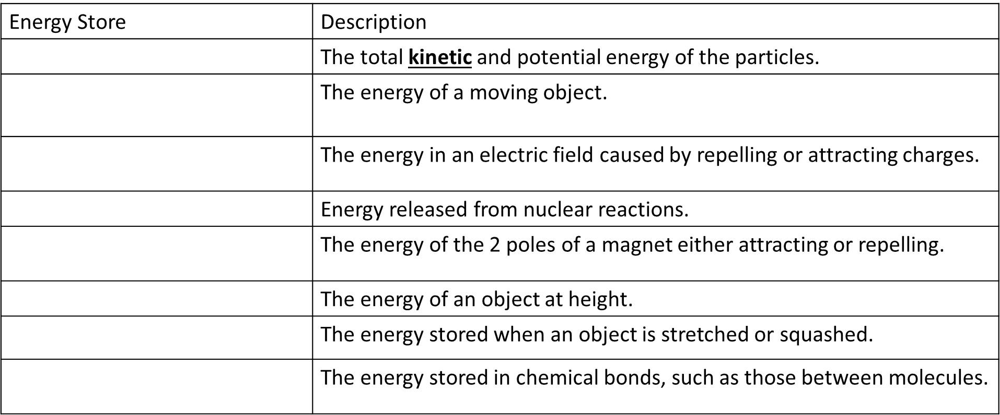 Energy Store
Description
The total kinetic and potential energy of the particles.
The energy of a moving object.
The energy in an electric field caused by repelling or attracting charges.
Energy released from nuclear reactions.
The energy of the 2 poles of a magnet either attracting or repelling.
The energy of an object at height.
The energy stored when an object is stretched or squashed.
The energy stored in chemical bonds, such as those between molecules.